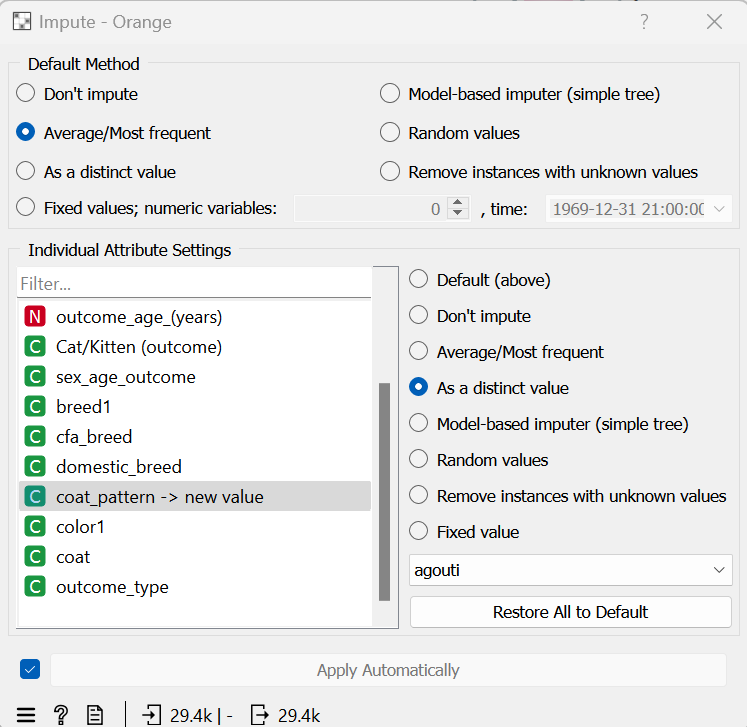 Impute - Orange ?
Default Method
Don't impute
Model-based imputer (simple tree)
Average/Most frequent
Random values
As a distinct value
Remove instances with unknown values
Fixed values; numeric variables: 0 , time: 1969-12-31 21:00:00
Individual Attribute Settings
Filter...
N outcome_age_(years)
C Cat/Kitten (outcome)
C sex_age_outcome
C breed1
C cfa_breed
C domestic_breed
C coat_pattern -> new value
C color1
C coat
C outcome_type
Default (above)
Don't impute
Average/Most frequent
As a distinct value
Model-based imputer (simple tree)
Random values
Remove instances with unknown values
Fixed value
agouti
Restore All to Default
Apply Automatically
? 29.4k | - 29.4k